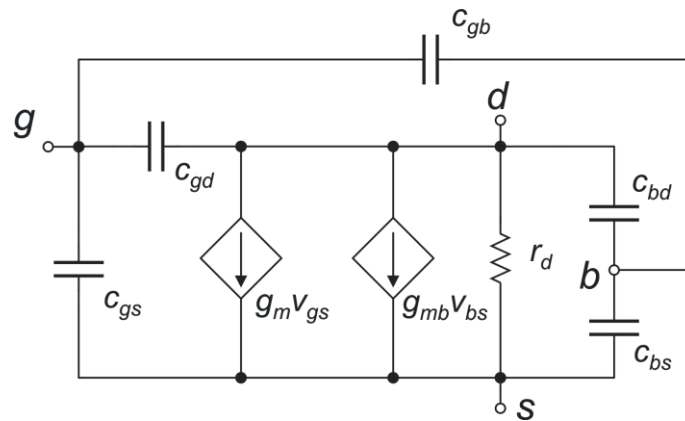 c_gb
g
d
c_gd
c_bd
r_d
b
c_gs
g_m v_gs
g_mb v_bs
c_bs
s